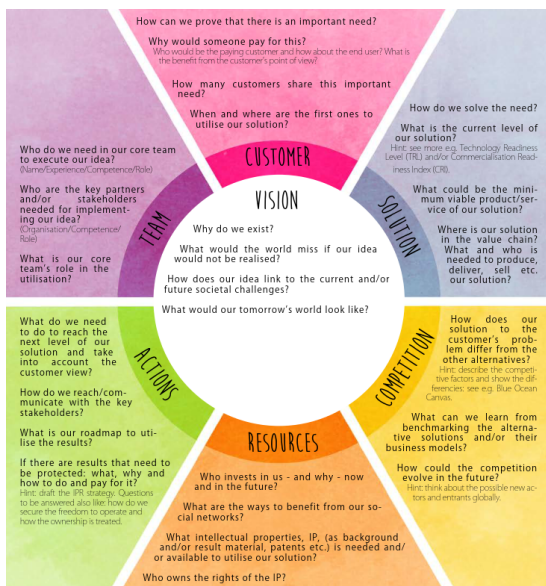 How can we prove that there is an important need?
Why would someone pay for this?
Who would be the paying customer and how about the end user? What is
the benefit from the customer's point of view?
How many customers share this important
need?
When and where are the first ones to
utilise our solution?
CUSTOMER
How do we solve the need?
What is the current level of
our solution?
Hint: see more e.g. Technology Readiness
Level (TRL) and/or Commercialisation Read-
iness Index (CRI).
What could be the mini-
mum viable product/ser-
vice of our solution?
Where is our solution
in the value chain?
What and who is
needed to produce,
deliver, sell etc.
our solution?
SOLUTION
Who do we need in our core team
to execute our idea?
(Name/Experience/Competence/Role)
Who are the key partners
and/or stakeholders
needed for implement-
ing our idea?
(Organisation/Competence/
Role)
What is our core
team's role in the
utilisation?
TEAM
VISION
Why do we exist?
What would the world miss if our idea
would not be realised?
How does our idea link to the current and/or
future societal challenges?
What would our tomorrow's world look like?
What do we need
to do to reach the
next level of our
solution and take
into account the
customer view?
How do we reach/com-
municate with the key
stakeholders?
What is our roadmap to uti-
lise the results?
If there are results that need to
be protected: what, why and
how to do and pay for it?
Hint: draft the IPR strategy. Questions
to be answered also like: how do we
secure the freedom to operate and
how the ownership is treated.
ACTIONS
COMPETITION
How does our
solution to the
customer's prob-
lem differ from the
other alternatives?
Hint: describe the competi-
tive factors and show the dif-
ferencies: see e.g. Blue Ocean
Canvas.
What can we learn from
benchmarking the alterna-
tive solutions and/or their
business models?
How could the competition
evolve in the future?
Hint: think about the possible new ac-
tors and entrants globally.
RESOURCES
Who invests in us - and why - now
and in the future?
What are the ways to benefit from our so-
cial networks?
What intellectual properties, IP, (as background
and/or result material, patents etc.) is needed and/
or available to utilise our solution?
Who owns the rights of the IP?